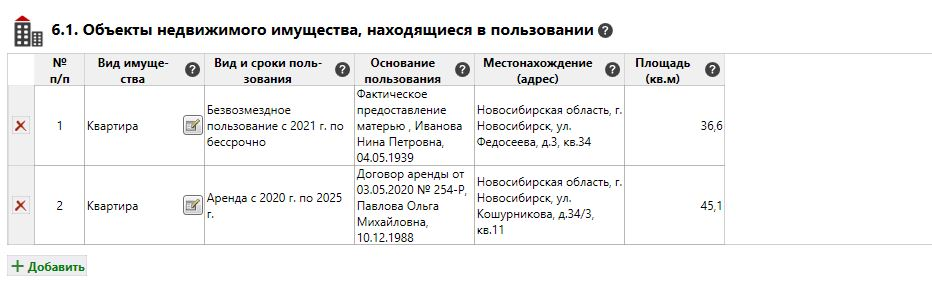 6.1. Объекты недвижимого имущества, находящиеся в пользовании ?
№ п/п
Вид имуще-
ства ?
Вид и сроки поль-
зования ?
Основание
пользования ?
Местонахождение
(адрес) ?
Площадь
(кв.м) ?
1
Квартира
Безвозмездное
пользование с 2021 г. по
бессрочно
Фактическое
предоставление
матерью , Иванова
Нина Петровна,
04.05.1939
Новосибирская область, г.
Новосибирск, ул.
Федосеева, д.3, кв.34
36,6
2
Квартира
Аренда с 2020 г. по 2025
г.
Договор аренды от
03.05.2020 № 254-Р,
Павлова Ольга
Михайловна,
10.12.1988
Новосибирская область, г.
Новосибирск, ул.
Кошурникова, д.34/3,
кв.11
45,1
Добавить